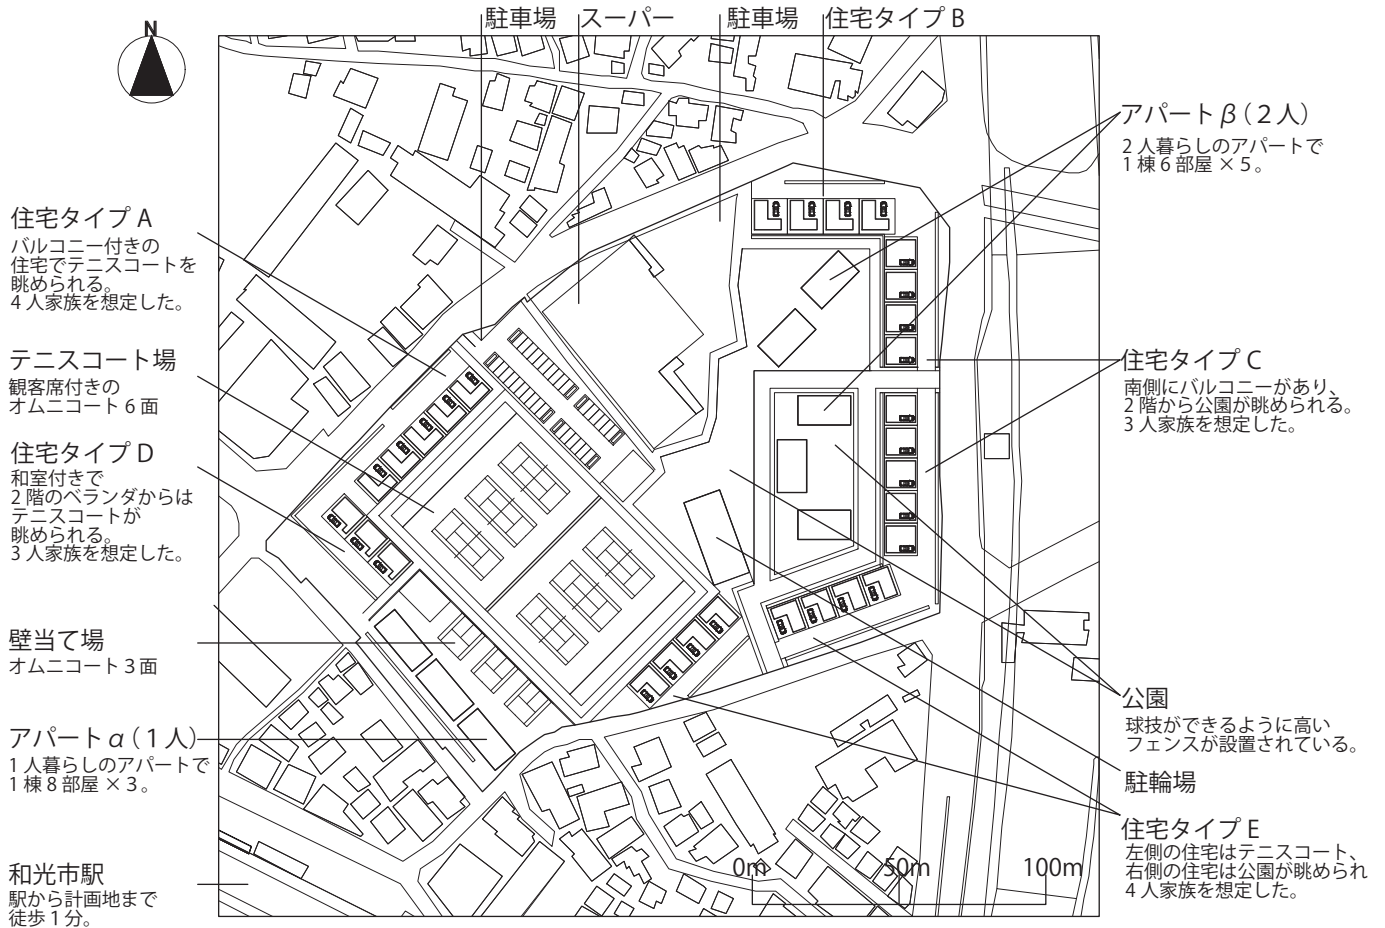 N
駐車場
スーパー
駐車場
住宅タイプ B
アパートβ（２人）
２人暮らしのアパートで
１棟６部屋 × ５。
住宅タイプ A
バルコニー付きの
住宅でテニスコートを
眺められる。
４人家族を想定した。
テニスコート場
観客席付きの
オムニコート６面
住宅タイプ D
和室付きで
２階のベランダからは
テニスコートが
眺められる。
３人家族を想定した。
壁当て場
オムニコート３面
アパートα（１人）
１人暮らしのアパートで
１棟８部屋 × ３。
和光市駅
駅から計画地まで
徒歩１分。
住宅タイプ C
南側にバルコニーがあり、
２階から公園が眺められる。
３人家族を想定した。
公園
球技ができるように高い
フェンスが設置されている。
駐輪場
住宅タイプ E
左側の住宅はテニスコート、
右側の住宅は公園が眺められ
４人家族を想定した。
0m 50m 100m